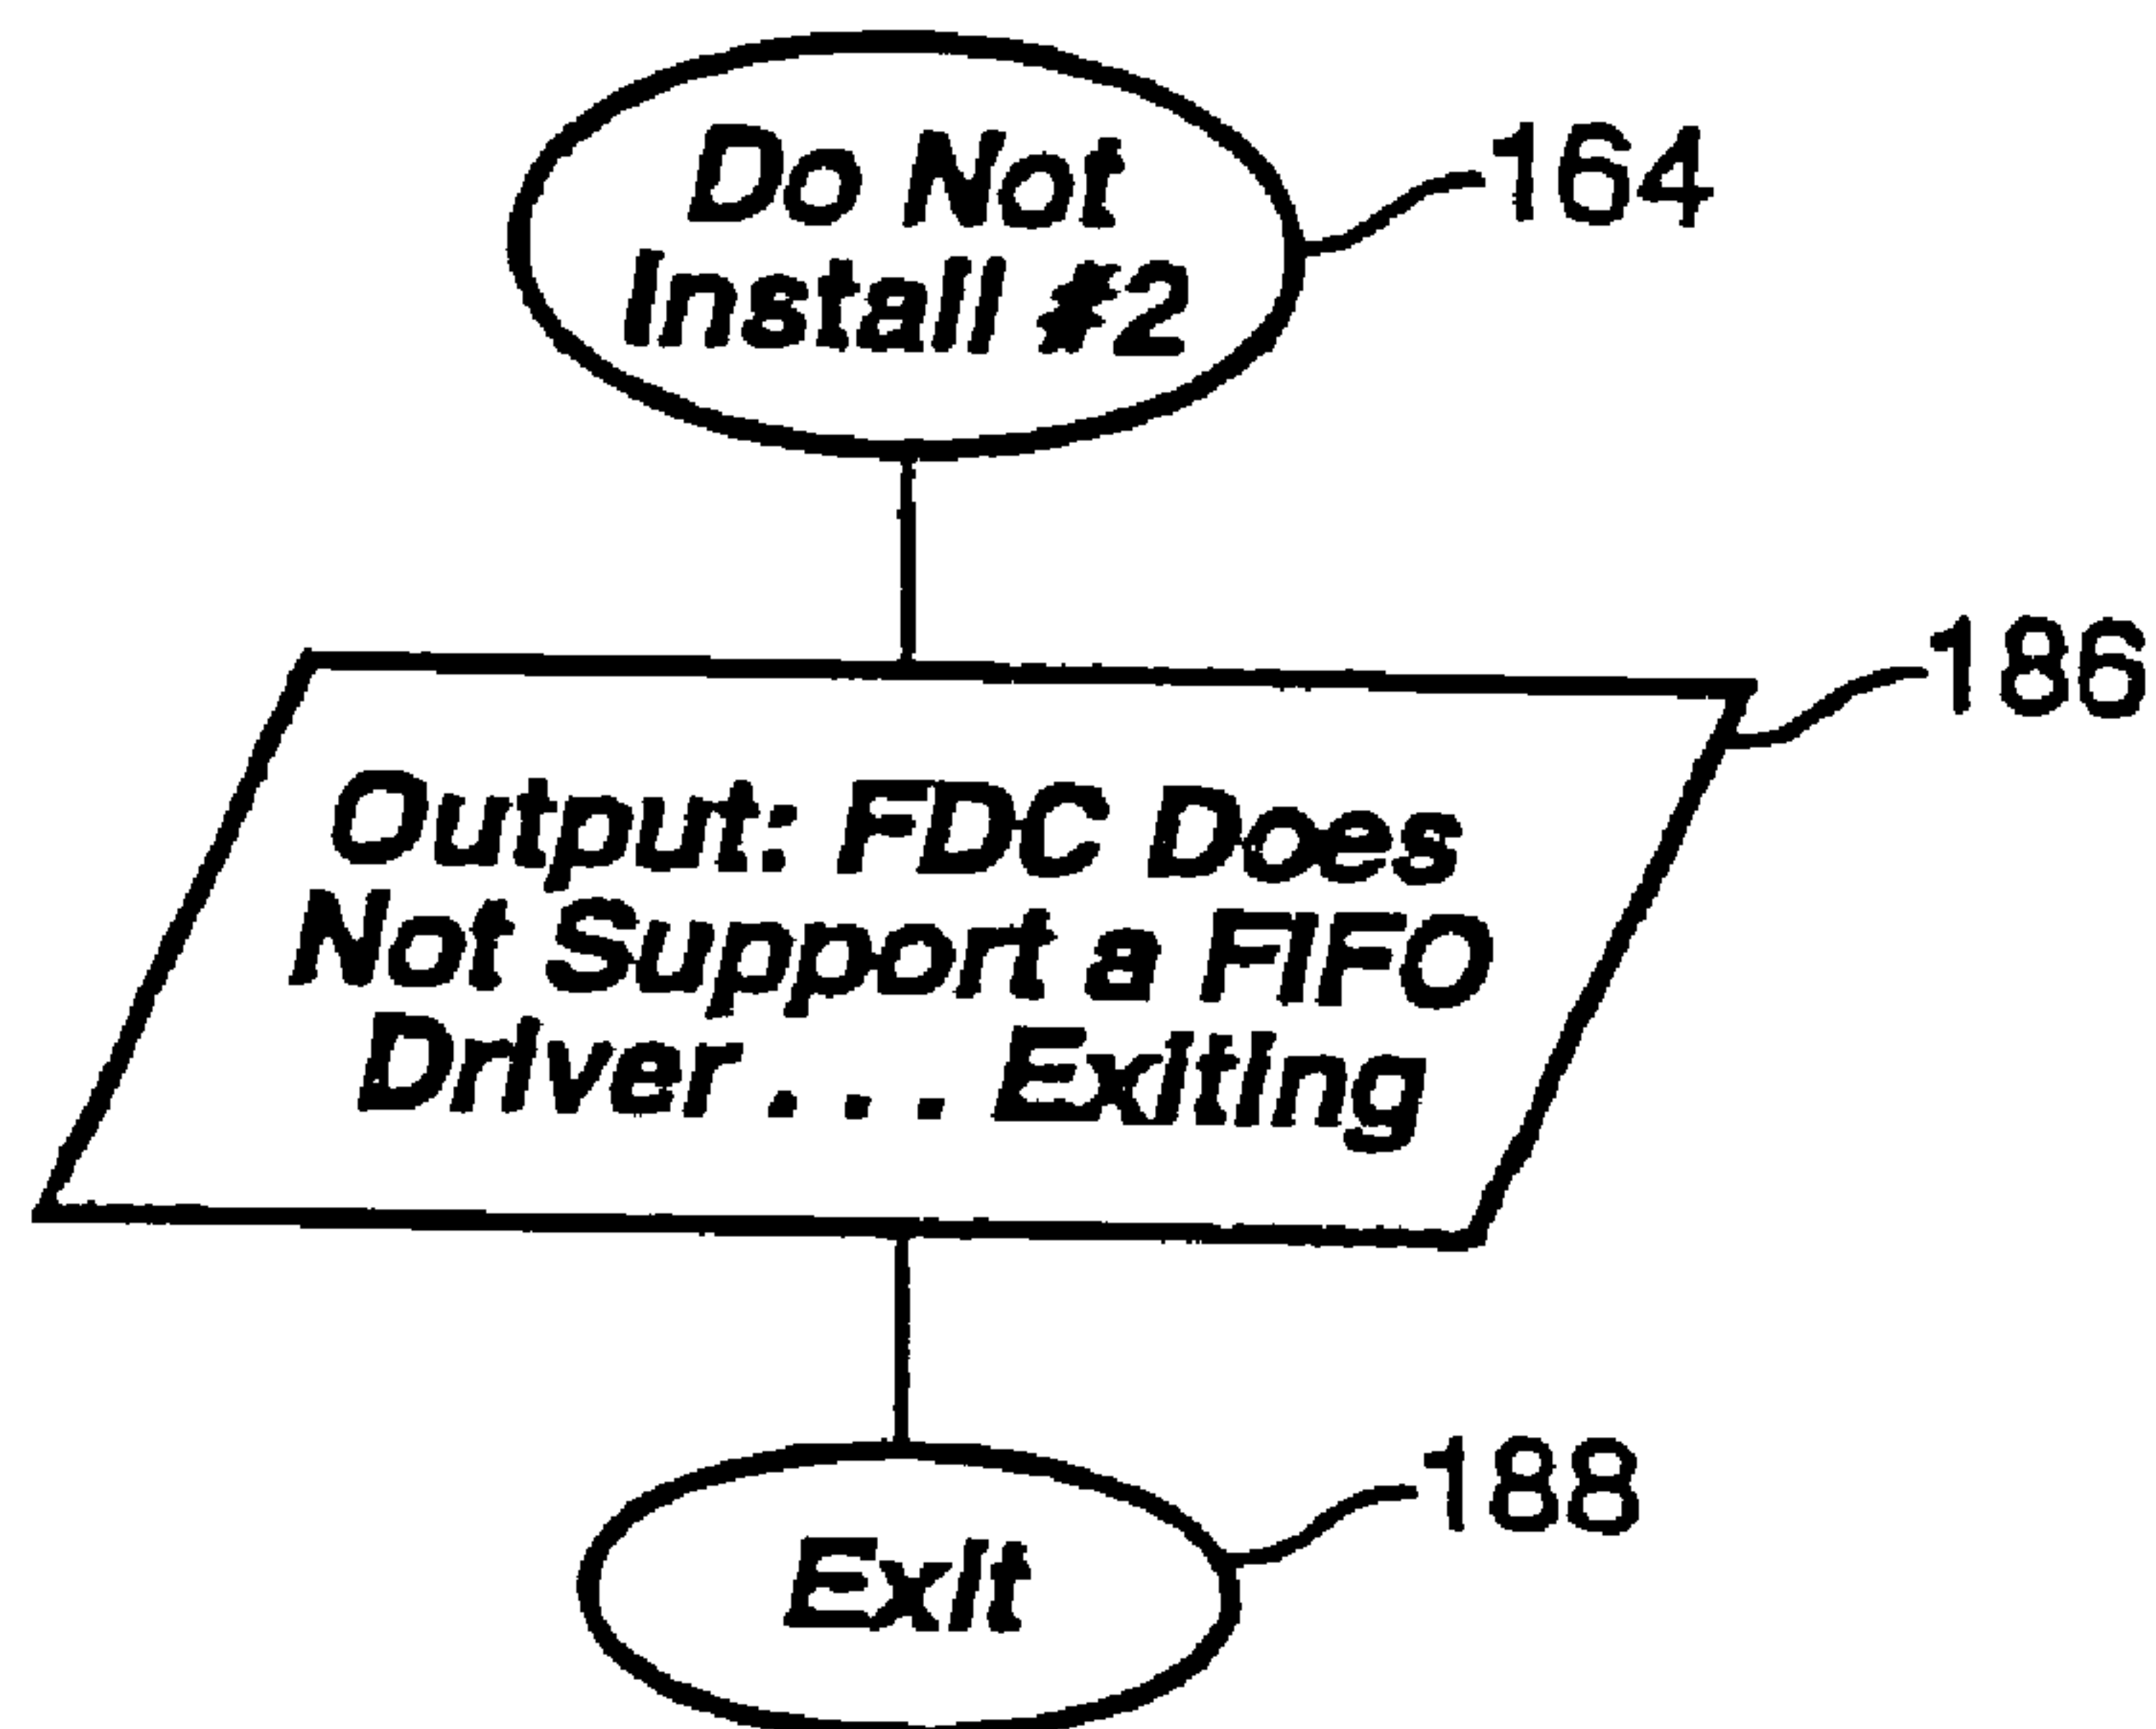 Do Not
Install #2
164
186
Output: FDC Does
Not Support a FIFO
Driver . . . Exiting
188
Exit